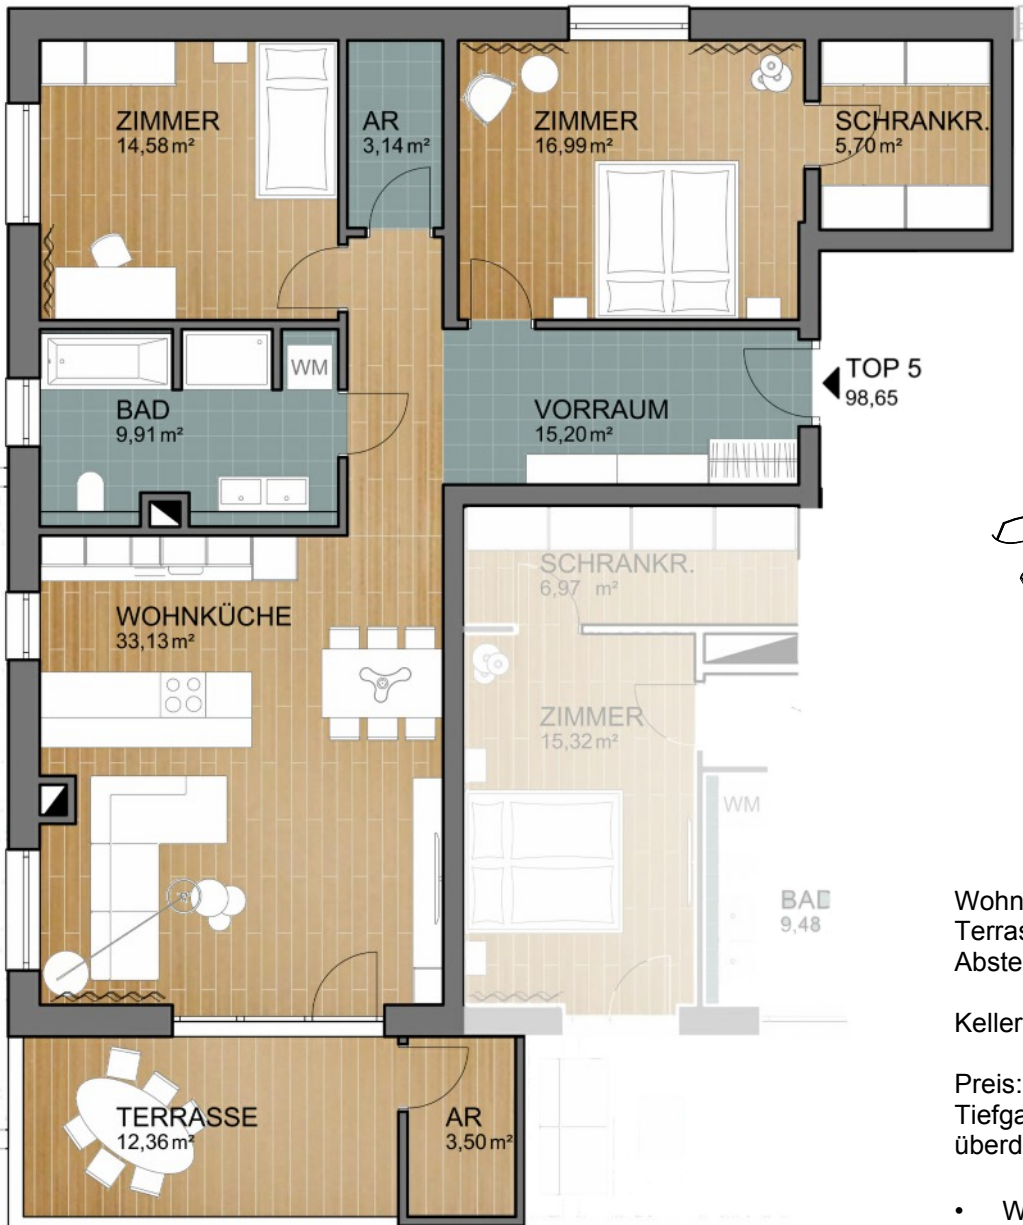 ZIMMER
14,58 m²
AR
3,14 m²
ZIMMER
16,99 m²
SCHRANKR.
5,70 m²
WM
BAD
9,91 m²
VORRAUM
15,20 m²
TOP 5
98,65
SCHRANKR.
6,97 m²
WOHNKÜCHE
33,13 m²
ZIMMER
15,32 m²
WM
BAD
9,48
TERRASSE
12,36 m²
AR
3,50 m²
Wohn
Terras
Abste
Keller
Preis:
Tiefga
überd
• W